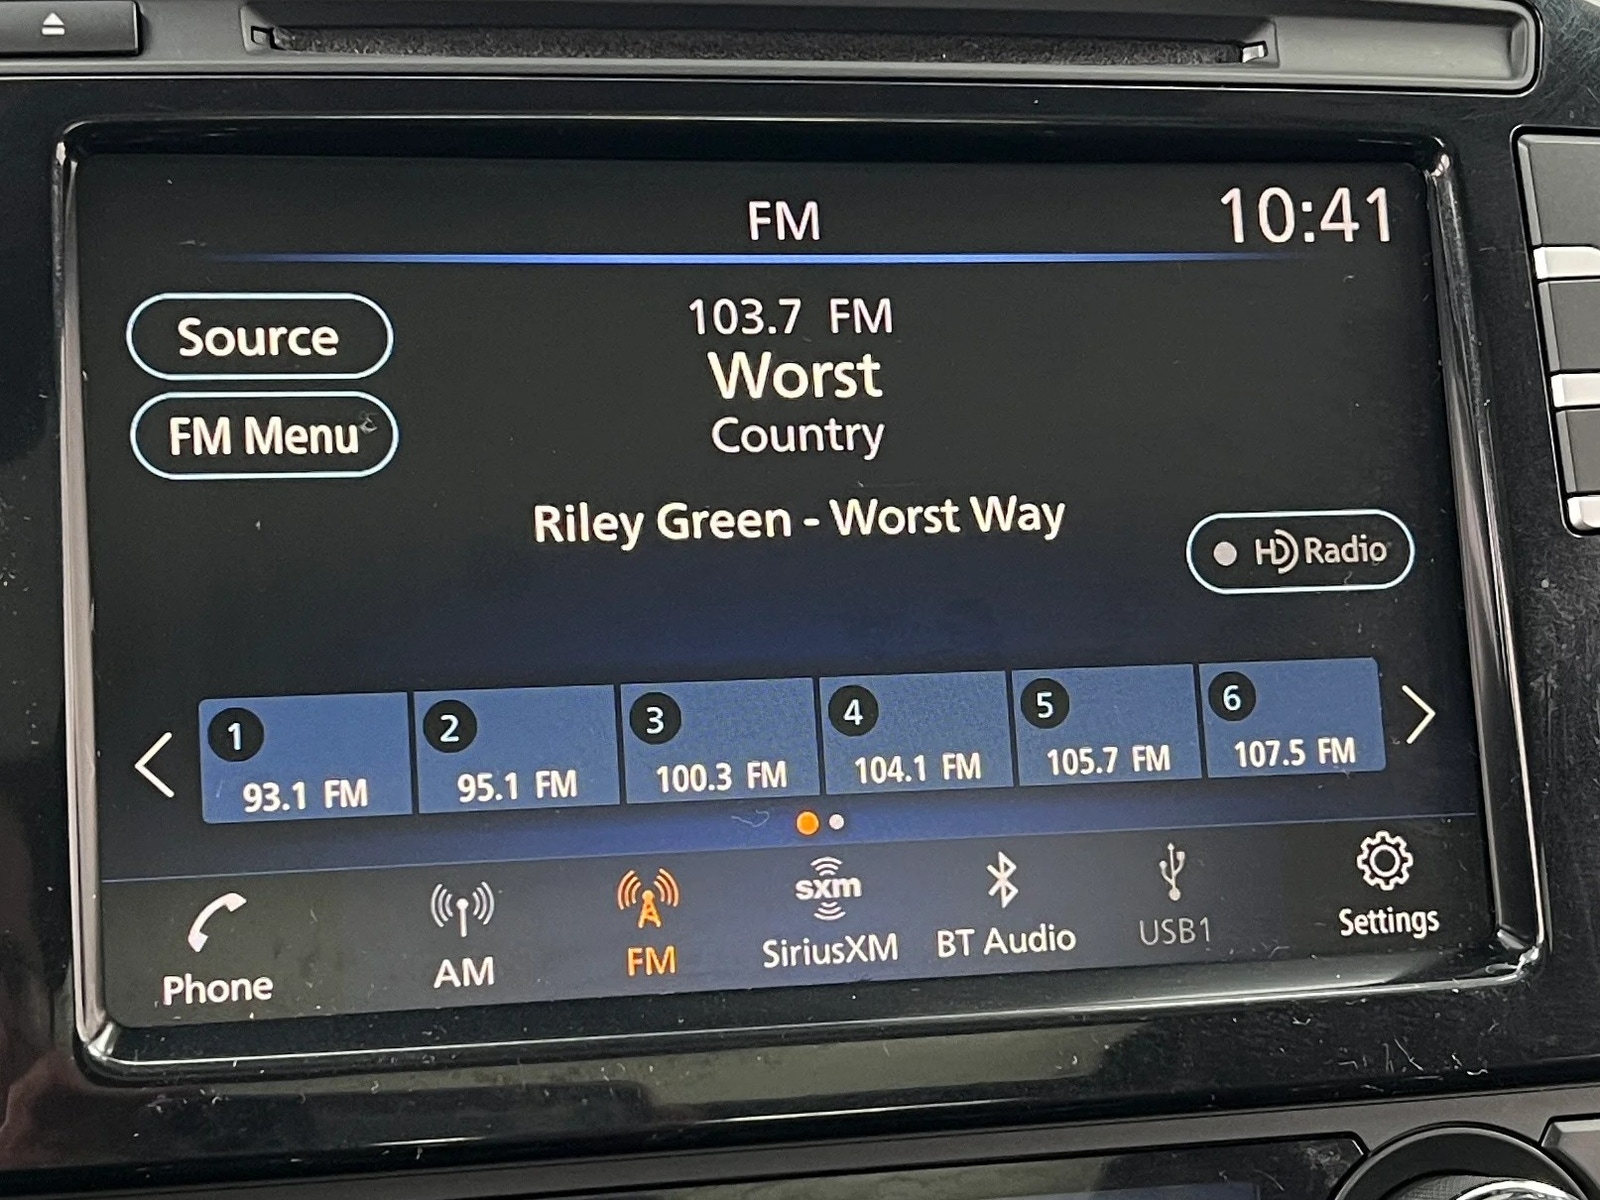 FM
10:41
Source
FM Menu
103.7 FM
Worst
Country
Riley Green - Worst Way
HD Radio
1
2
3
4
5
6
93.1 FM
95.1 FM
100.3 FM
104.1 FM
105.7 FM
107.5 FM
sxm
Phone
AM
FM
SiriusXM
BT Audio
USB1
Settings